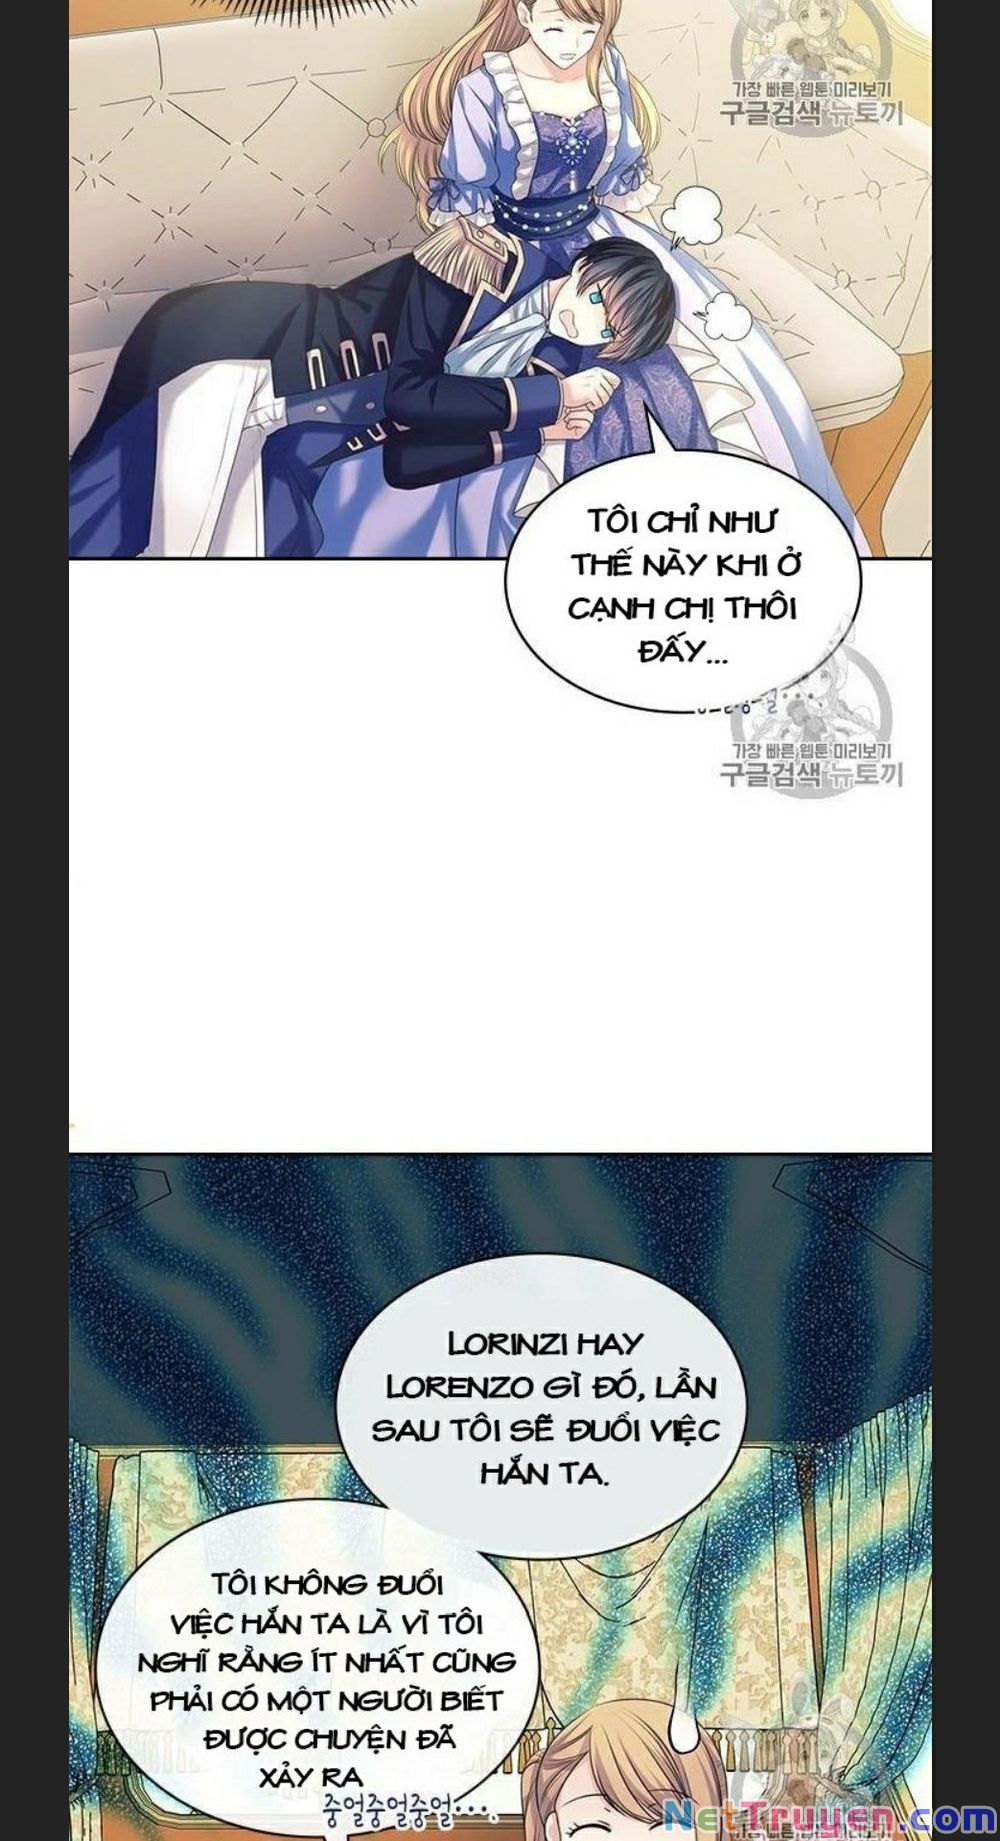 가장 빠른 웹툰 미리보기
구글검색 뉴토끼
TÔI CHỈ NHƯ
THẾ NÀY KHI Ở
CẠNH CHỊ THÔI
ĐẤY...
가장 빠른 웹툰 미리보기
구글검색 뉴토끼
LORINZI HAY
LORENZO GÌ ĐÓ, LẦN
SAU TÔI SẼ ĐUỔI VIỆC
HẮN TA.
TÔI KHÔNG ĐUỔI
VIỆC HẮN TA LÀ VÌ TÔI
NGHĨ RẰNG ÍT NHẤT CŨNG
PHẢI CÓ MỘT NGƯỜI BIẾT
ĐƯỢC CHUYỆN ĐÃ
XẢY RA
중얼중얼중얼...
NetTruyen.com